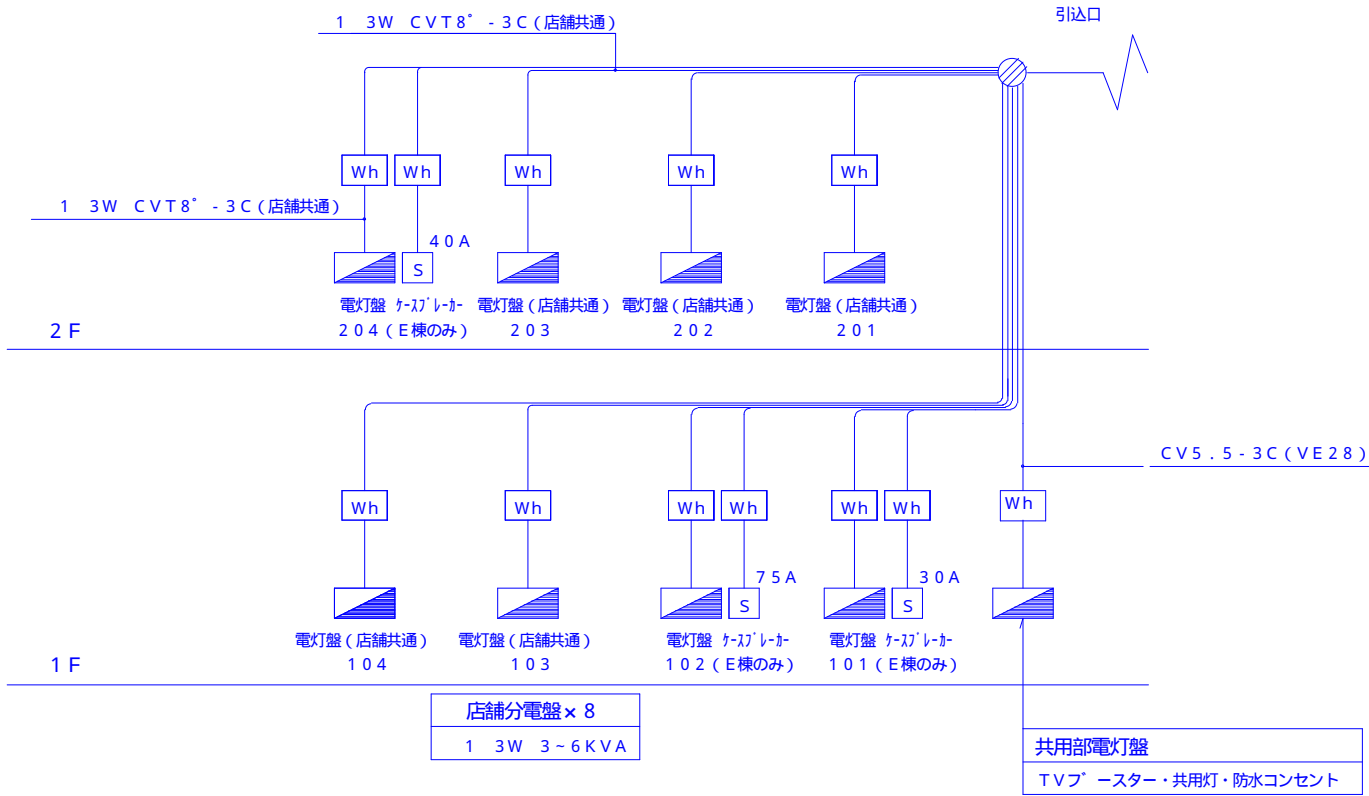 引込口
1 3W CVT8゜-3C(店舗共通)
Wh Wh Wh Wh Wh
1 3W CVT8゜-3C(店舗共通)
40A
S
電灯盤 ｹｰｽﾌﾞﾚｰｶｰ 電灯盤(店舗共通) 電灯盤(店舗共通) 電灯盤(店舗共通)
2F 204(E棟のみ) 203 202 201
CV5.5-3C(VE28)
Wh Wh Wh Wh Wh Wh Wh
75A 30A
S S
電灯盤(店舗共通) 電灯盤(店舗共通) 電灯盤 ｹｰｽﾌﾞﾚｰｶｰ 電灯盤 ｹｰｽﾌﾞﾚｰｶｰ
1F 104 103 102(E棟のみ) 101(E棟のみ)
店舗分電盤×8
1 3W 3~6KVA
共用部電灯盤
TVブースター・共用灯・防水コンセント